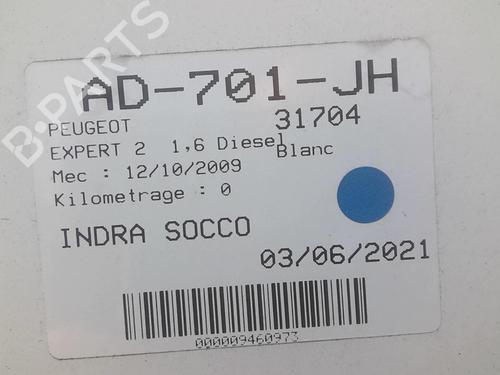 B-PARTS
AD-701-JH
PEUGEOT 31704
EXPERT 2 1,6 Diesel Blanc
Mec : 12/10/2009
Kilometrage : 0
INDRA SOCCO
03/06/2021
000009460973